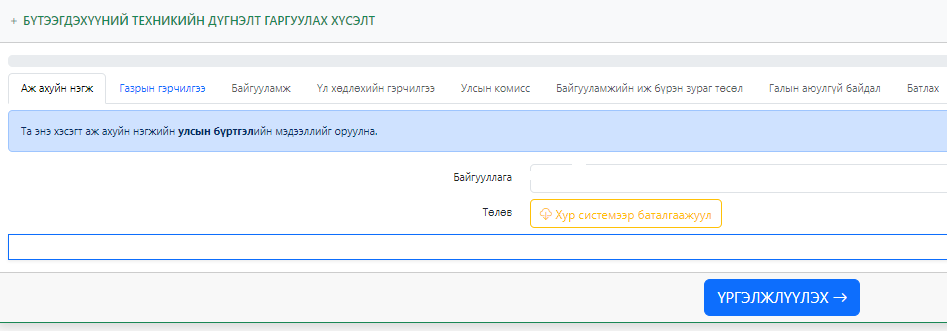 + БҮТЭЭГДЭХҮҮНИЙ ТЕХНИКИЙН ДҮГНЭЛТ ГАРГУУЛАХ ХҮСЭЛТ
Аж ахуйн нэгж Газрын гэрчилгээ Байгууламж Үл хөдлөхийн гэрчилгээ Улсын комисс Байгууламжийн иж бүрэн зураг төсөл Галын аюулгүй байдал Батлах
Та энэ хэсэгт аж ахуйн нэгжийн улсын бүртгэлийн мэдээллийг оруулна.
Байгууллага
Төлөв Хур системээр баталгаажуул
ҮРГЭЛЖЛҮҮЛЭХ →